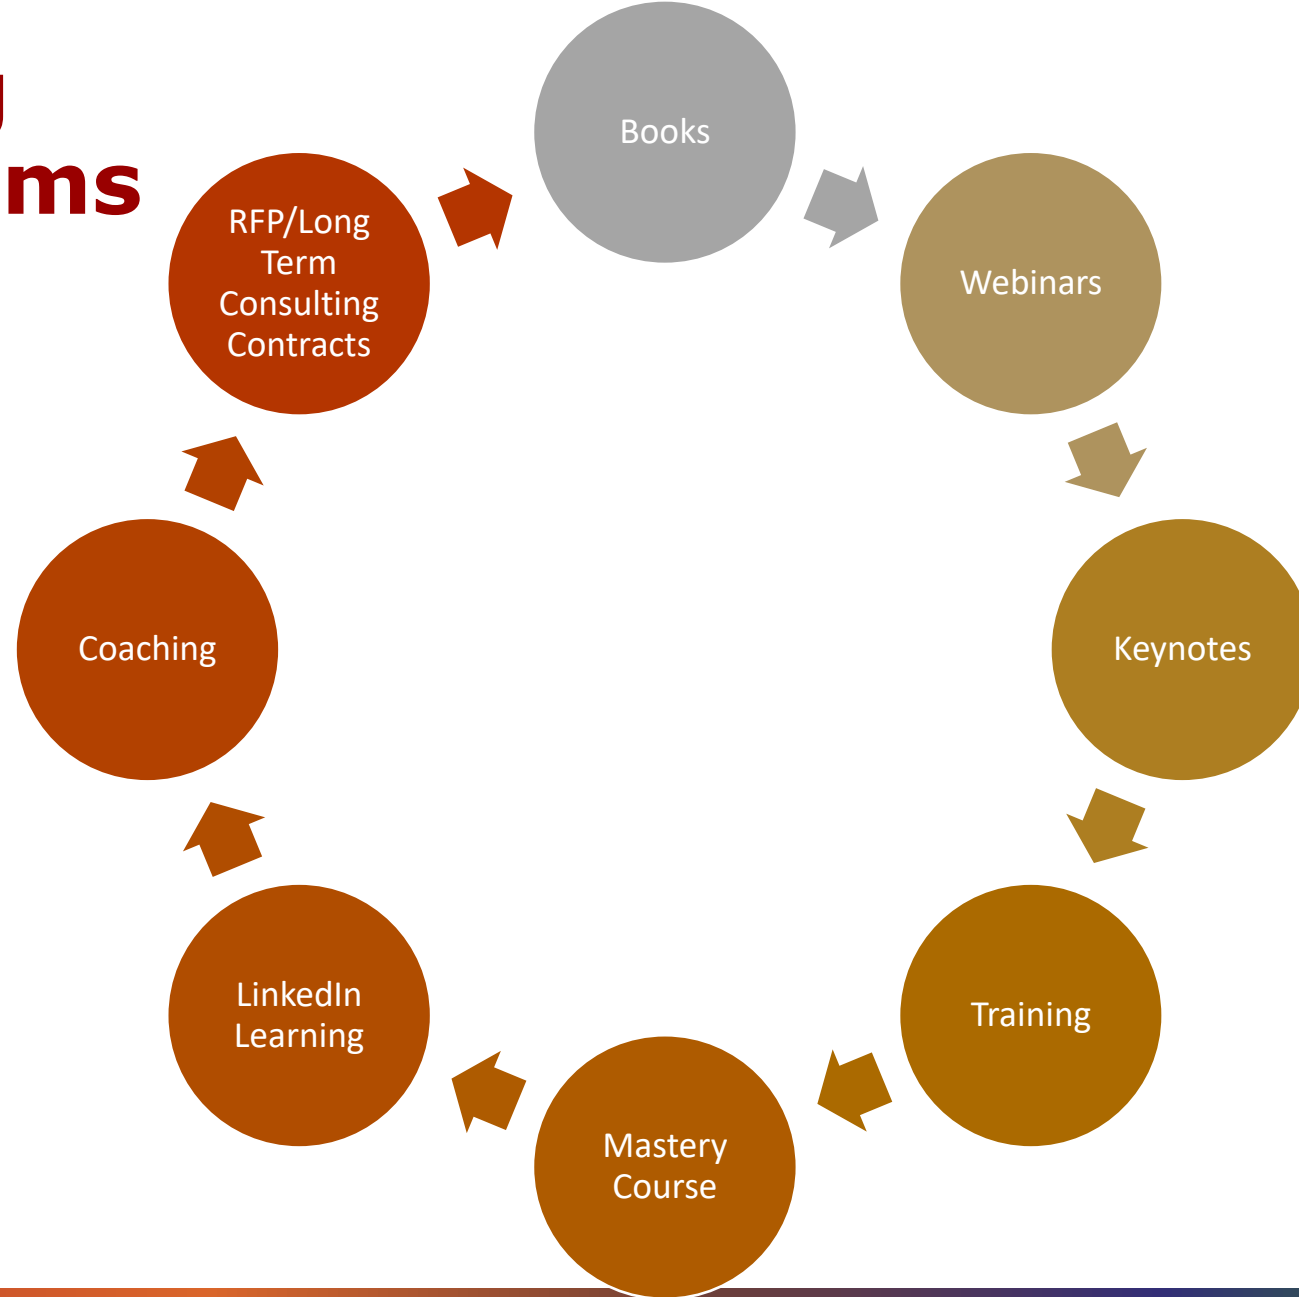 ms
Books
Webinars
Keynotes
Training
Mastery
Course
LinkedIn
Learning
Coaching
RFP/Long
Term
Consulting
Contracts